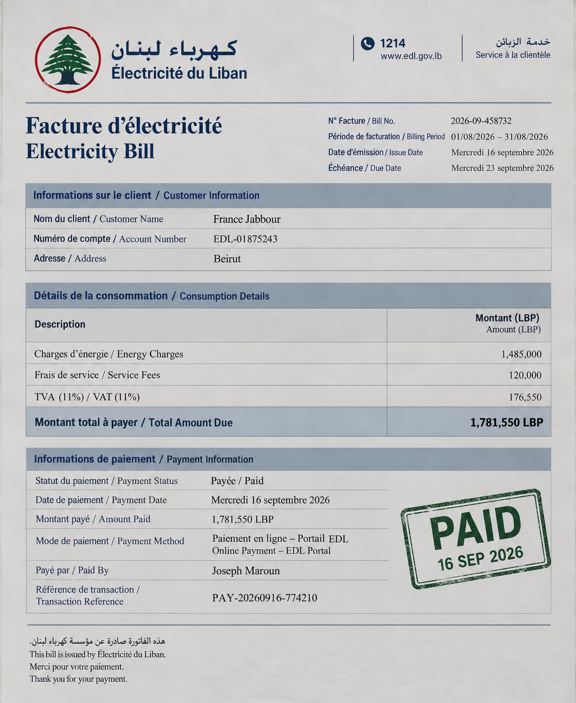 كهرباء لبنان
Électricité du Liban
1214
www.edl.gov.lb
خدمة الزبائن
Service à la clientèle
Facture d'électricité
Electricity Bill
N° Facture / Bill No. 2026-09-458732
Période de facturation / Billing Period 01/08/2026 – 31/08/2026
Date d'émission / Issue Date Mercredi 16 septembre 2026
Échéance / Due Date Mercredi 23 septembre 2026
Informations sur le client / Customer Information
Nom du client / Customer Name France Jabbour
Numéro de compte / Account Number EDL-01875243
Adresse / Address Beirut
Détails de la consommation / Consumption Details
Description Montant (LBP)
Amount (LBP)
Charges d'énergie / Energy Charges 1,485,000
Frais de service / Service Fees 120,000
TVA (11%) / VAT (11%) 176,550
Montant total à payer / Total Amount Due 1,781,550 LBP
Informations de paiement / Payment Information
Statut du paiement / Payment Status Payée / Paid
Date de paiement / Payment Date Mercredi 16 septembre 2026
Montant payé / Amount Paid 1,781,550 LBP
Mode de paiement / Payment Method Paiement en ligne – Portail EDL
Online Payment – EDL Portal
Payé par / Paid By Joseph Maroun
Référence de transaction /
Transaction Reference PAY-20260916-774210
PAID
16 SEP 2026
هذه الفاتورة صادرة عن مؤسسة كهرباء لبنان.
This bill is issued by Électricité du Liban.
Merci pour votre paiement.
Thank you for your payment.